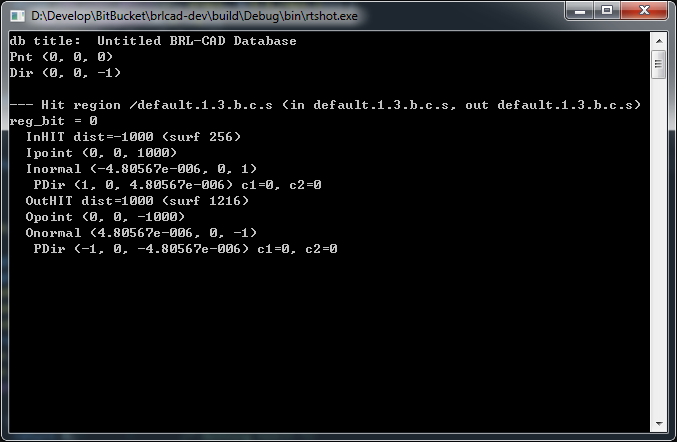 D:\Develop\BitBucket\brlcad-dev\build\Debug\bin\rtshot.exe
db title:  Untitled BRL-CAD Database
Pnt (0, 0, 0)
Dir (0, 0, -1)
--- Hit region /default.1.3.b.c.s (in default.1.3.b.c.s, out default.1.3.b.c.s)
reg_bit = 0
  InHIT dist=-1000 (surf 256)
  Ipoint (0, 0, 1000)
  Inormal (-4.80567e-006, 0, 1)
   PDir (1, 0, 4.80567e-006) c1=0, c2=0
  OutHIT dist=1000 (surf 1216)
  Opoint (0, 0, -1000)
  Onormal (4.80567e-006, 0, -1)
   PDir (-1, 0, -4.80567e-006) c1=0, c2=0